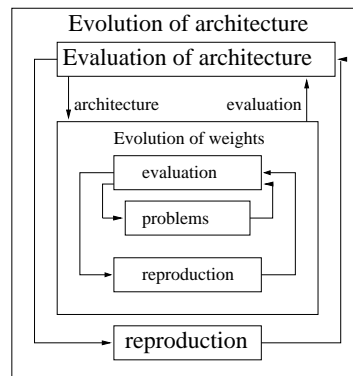 Evolution of architecture
Evaluation of architecture
architecture evaluation
Evolution of weights
evaluation
problems
reproduction
reproduction